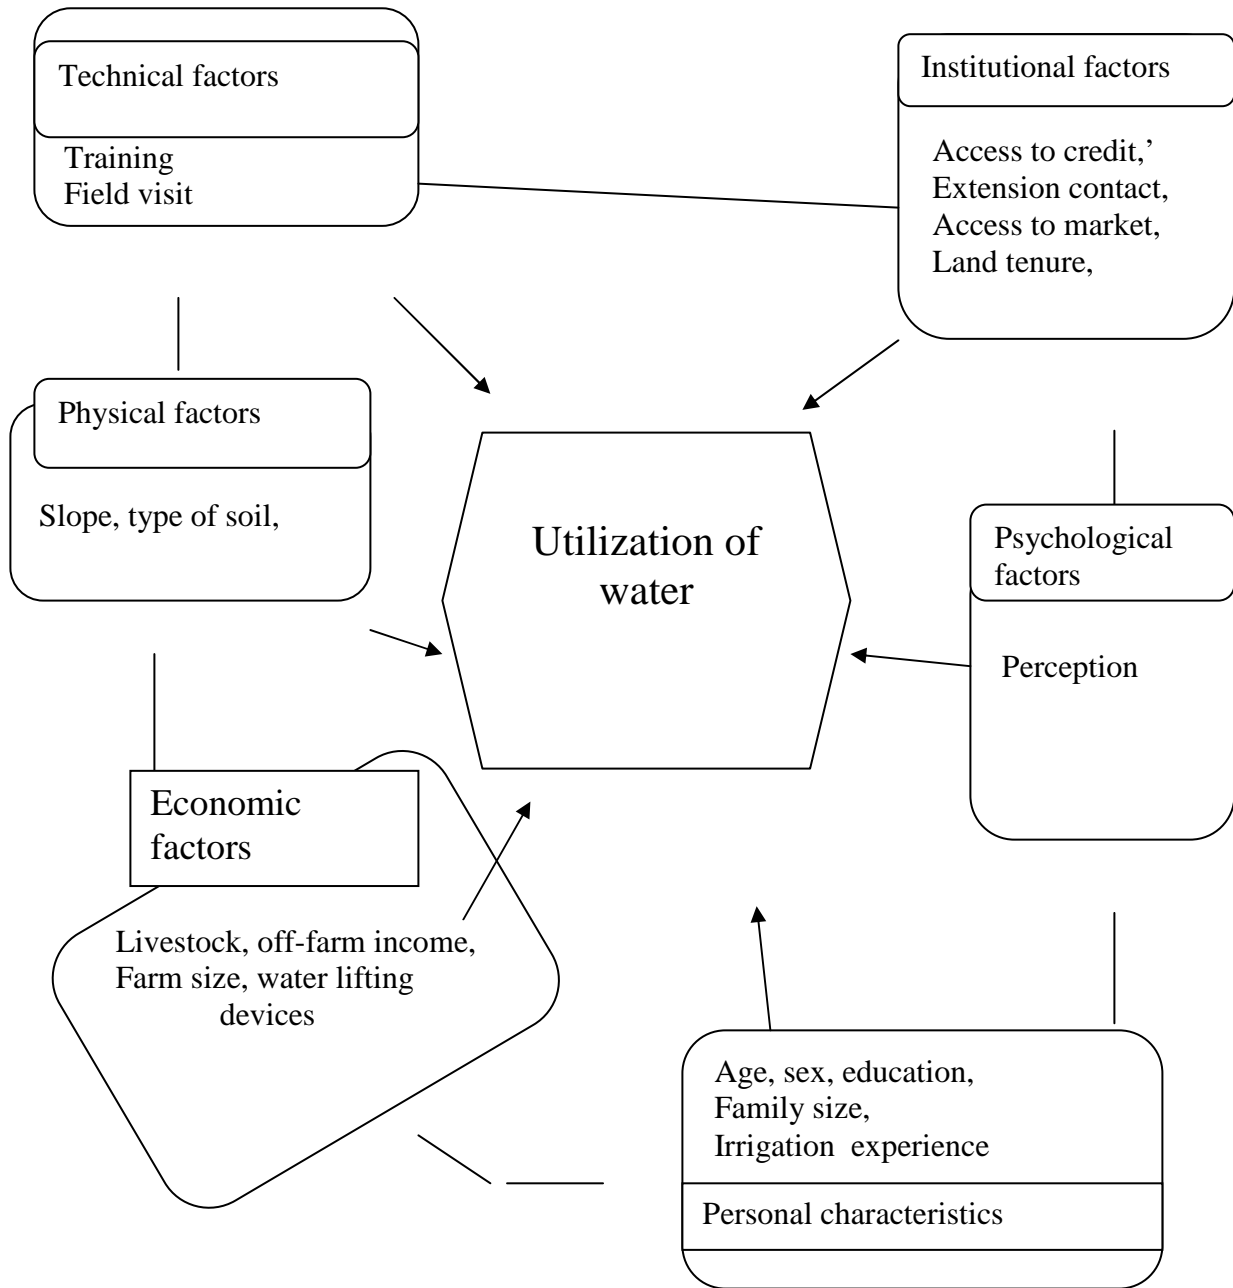 Technical factors
Training
Field visit
Institutional factors
Access to credit,’
Extension contact,
Access to market,
Land tenure,
Physical factors
Slope, type of soil,
Utilization of
water
Psychological
factors
Perception
Economic
factors
Livestock, off-farm income,
Farm size, water lifting
devices
Age, sex, education,
Family size,
Irrigation  experience
Personal characteristics